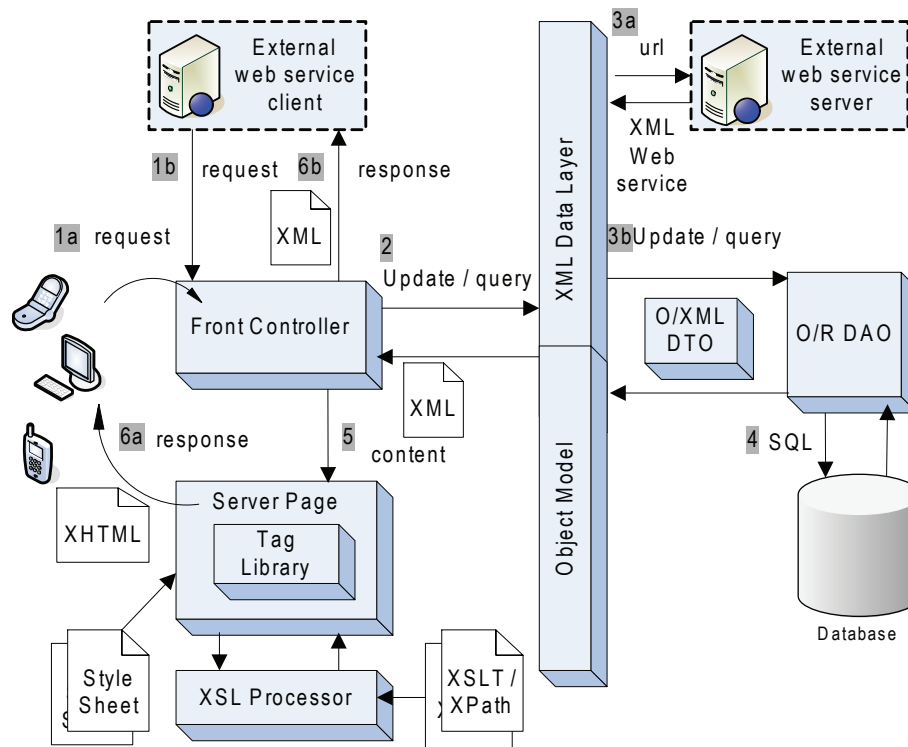 External
web service
client
3a
url
External
web service
server
XML
Web
service
1b
request
6b
response
XML
1a request
2
Update / query
3b Update / query
XML Data Layer
Front Controller
O/XML
DTO
O/R DAO
XML
6a response
5
content
4 SQL
XHTML
Server Page
Tag
Library
Object Model
Database
Style
Sheet
S
XSL Processor
XSLT /
XPath
X